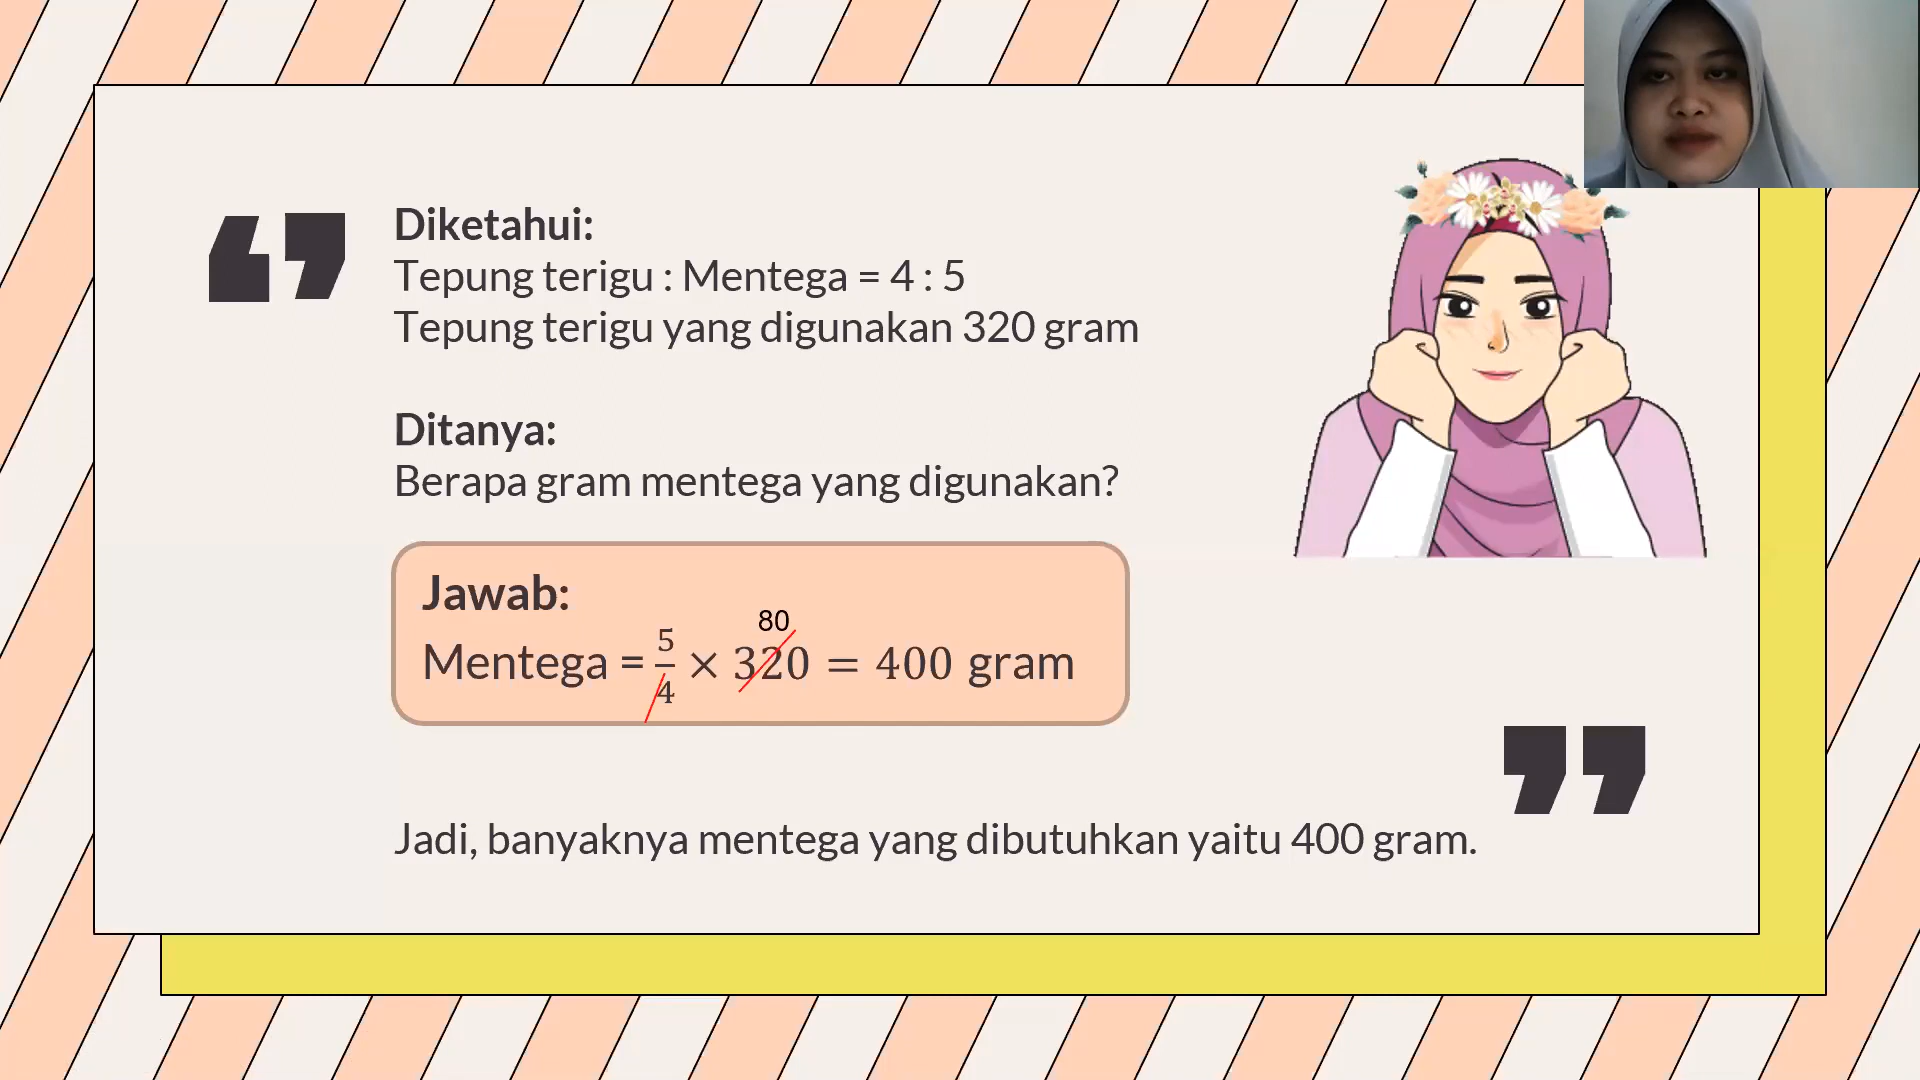 Diketahui:
Tepung terigu : Mentega = 4 : 5
Tepung terigu yang digunakan 320 gram
Ditanya:
Berapa gram mentega yang digunakan?
Jawab:
80
Mentega = 5/4 × 320 = 400 gram
Jadi, banyaknya mentega yang dibutuhkan yaitu 400 gram.